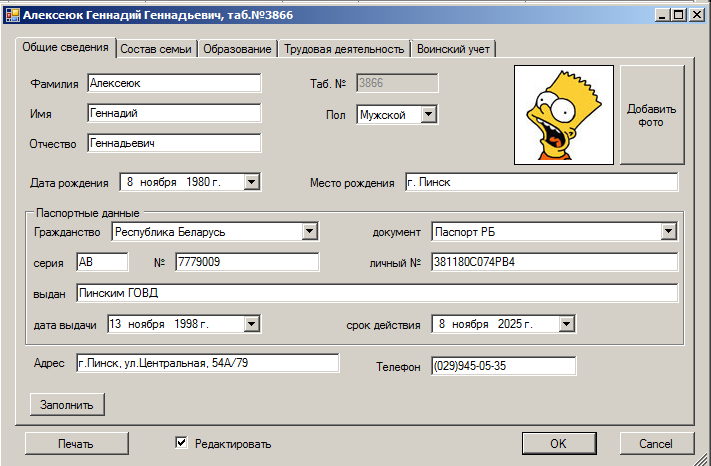 Алексеюк Геннадий Геннадьевич, таб.№3866
Общие сведения Состав семьи Образование Трудовая деятельность Воинский учет
Фамилия Алексеюк Таб. № 3866
Имя Геннадий Пол Мужской
Добавить
фото
Отчество Геннадьевич
Дата рождения 8 ноября 1980 г. Место рождения г. Пинск
Паспортные данные
Гражданство Республика Беларусь документ Паспорт РБ
серия АВ № 7779009 личный № 381180С074РВ4
выдан Пинским ГОВД
дата выдачи 13 ноября 1998 г. срок действия 8 ноября 2025 г.
Адрес г.Пинск, ул.Центральная, 54А/79 Телефон (029)945-05-35
Заполнить
Печать Редактировать OK Cancel